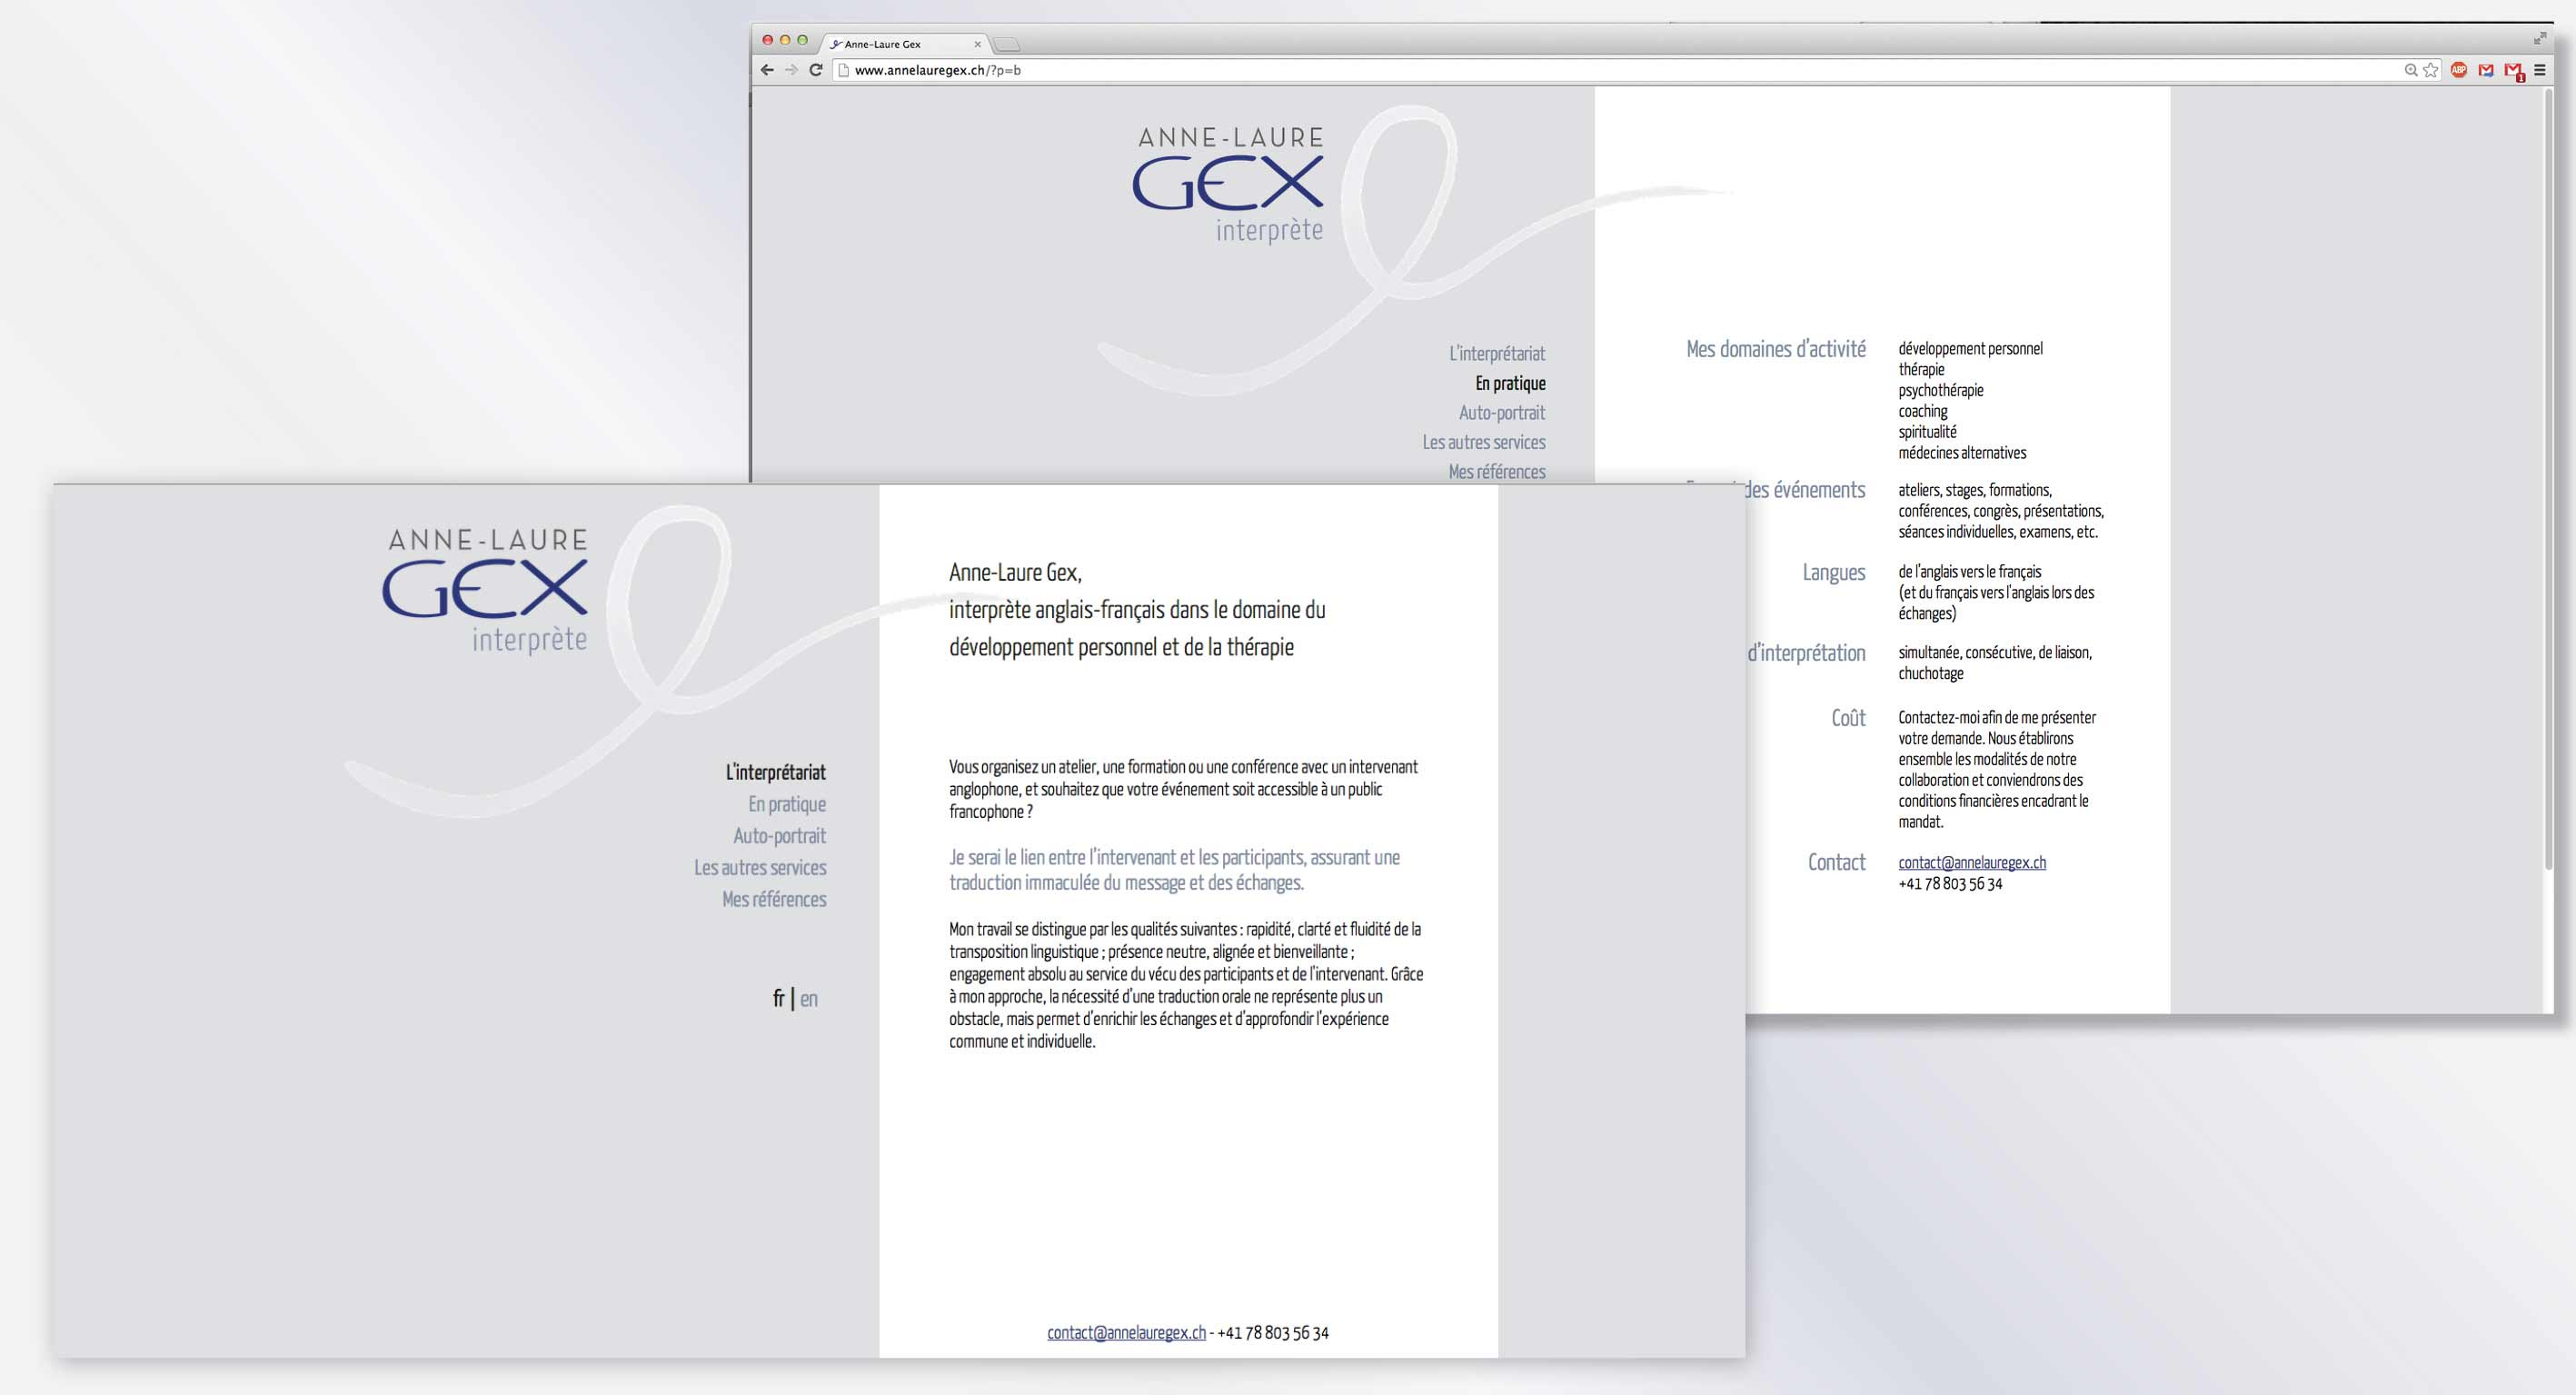 Anne-Laure Gex
www.annelauregex.ch/?p=b
ABP
1
ANNE-LAURE
GEX
interprète
L'interprétariat
En pratique
Auto-portrait
Les autres services
Mes références
Mes domaines d'activité
développement personnel
thérapie
psychothérapie
coaching
spiritualité
médecines alternatives
des événements
ateliers, stages, formations,
conférences, congrès, présentations,
séances individuelles, examens, etc.
Langues
de l'anglais vers le français
(et du français vers l'anglais lors des
échanges)
d'interprétation
simultanée, consécutive, de liaison,
chuchotage
Coût
Contactez-moi afin de me présenter
votre demande. Nous établirons
ensemble les modalités de notre
collaboration et conviendrons des
conditions financières encadrant le
mandat.
Contact
contact@annelauregex.ch
+41 78 803 56 34
ANNE-LAURE
GEX
interprète
L'interprétariat
En pratique
Auto-portrait
Les autres services
Mes références
fr | en
Anne-Laure Gex,
interprète anglais-français dans le domaine du
développement personnel et de la thérapie
Vous organisez un atelier, une formation ou une conférence avec un intervenant
anglophone, et souhaitez que votre événement soit accessible à un public
francophone ?
Je serai le lien entre l'intervenant et les participants, assurant une
traduction immaculée du message et des échanges.
Mon travail se distingue par les qualités suivantes : rapidité, clarté et fluidité de la
transposition linguistique ; présence neutre, alignée et bienveillante ;
engagement absolu au service du vécu des participants et de l'intervenant. Grâce
à mon approche, la nécessité d'une traduction orale ne représente plus un
obstacle, mais permet d'enrichir les échanges et d'approfondir l'expérience
commune et individuelle.
contact@annelauregex.ch - +41 78 803 56 34